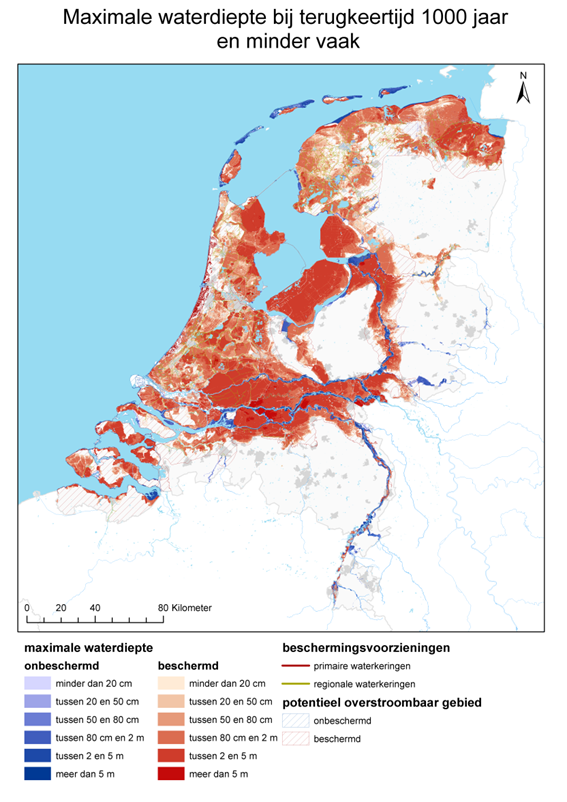 Maximale waterdiepte bij terugkeertijd 1000 jaar
en minder vaak
N
0 20 40 80 Kilometer
maximale waterdiepte
onbeschermd
minder dan 20 cm
tussen 20 en 50 cm
tussen 50 en 80 cm
tussen 80 cm en 2 m
tussen 2 en 5 m
meer dan 5 m
beschermd
minder dan 20 cm
tussen 20 en 50 cm
tussen 50 en 80 cm
tussen 80 cm en 2 m
tussen 2 en 5 m
meer dan 5 m
beschermingsvoorzieningen
primaire waterkeringen
regionale waterkeringen
potentieel overstroombaar gebied
onbeschermd
beschermd